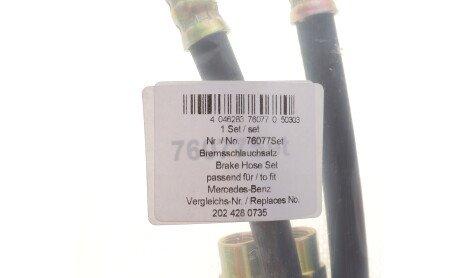 4 046283 76077 0 50303
1 Set / set
Nr / No. 76077Set
Bremsschlauchsatz
Brake Hose Set
passend für / to fit
Mercedes-Benz
Vergleichs-Nr. / Replaces No.
202 428 0735